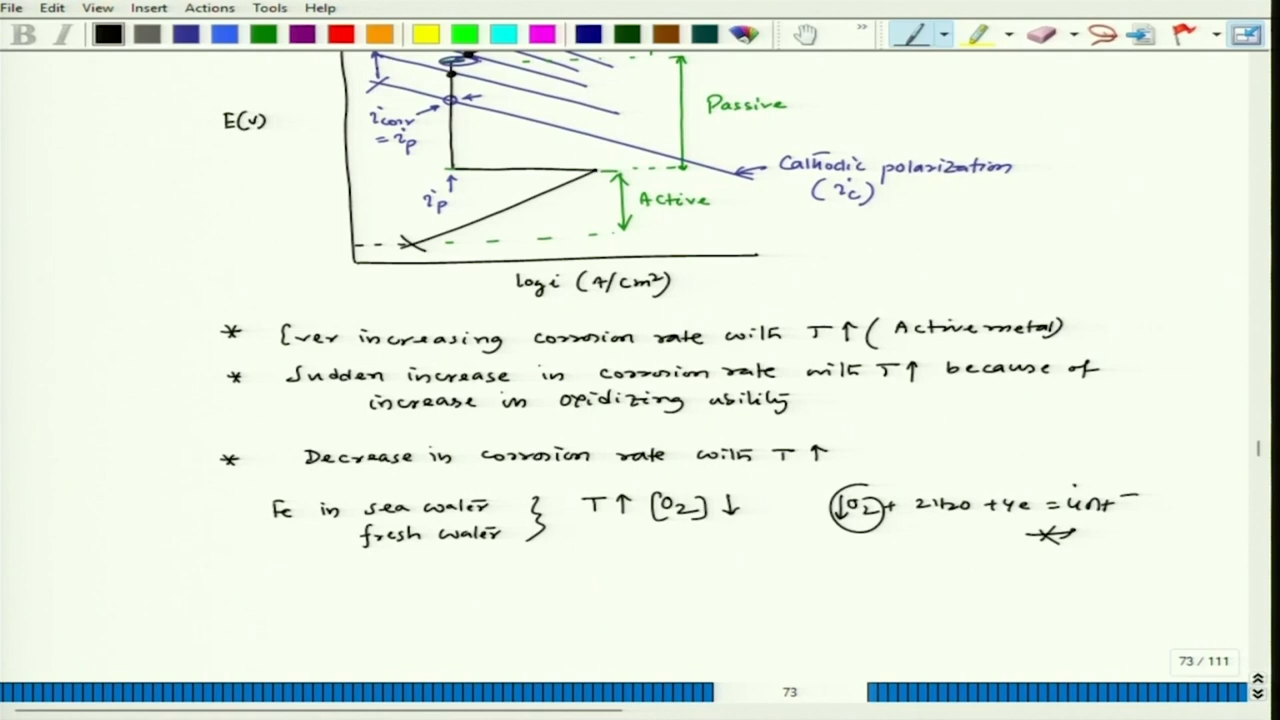 File Edit View Insert Actions Tools Help
B I
Passive
E(v)
icorr
= ip
Cathodic polarization
(ic)
ip
Active
log i (A/cm²)
* Ever increasing corrosion rate with T↑ (Active metal)
* Sudden increase in corrosion rate with T↑ because of
increase in oxidizing ability
* Decrease in corrosion rate with T↑
Fe in sea water } T↑ [O2]↓ ↓O2 + 2H2O + 4e = 4OH⁻
fresh water
73 / 111
73